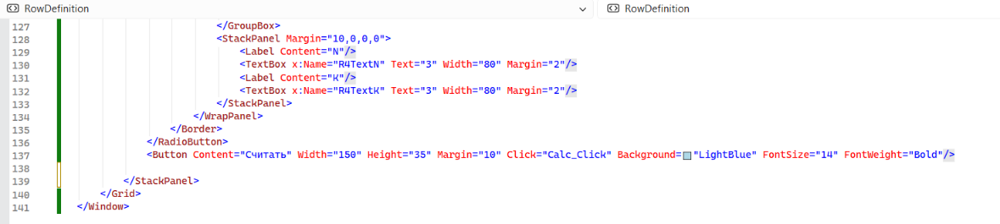 RowDefinition RowDefinition
127 </GroupBox>
128 <StackPanel Margin="10,0,0,0">
129 <Label Content="N"/>
130 <TextBox x:Name="R4TextN" Text="3" Width="80" Margin="2"/>
131 <Label Content="K"/>
132 <TextBox x:Name="R4TextK" Text="3" Width="80" Margin="2"/>
133 </StackPanel>
134 </WrapPanel>
135 </Border>
136 </RadioButton>
137 <Button Content="Считать" Width="150" Height="35" Margin="10" Click="Calc_Click" Background="LightBlue" FontSize="14" FontWeight="Bold"/>
138
139 </StackPanel>
140 </Grid>
141 </Window>